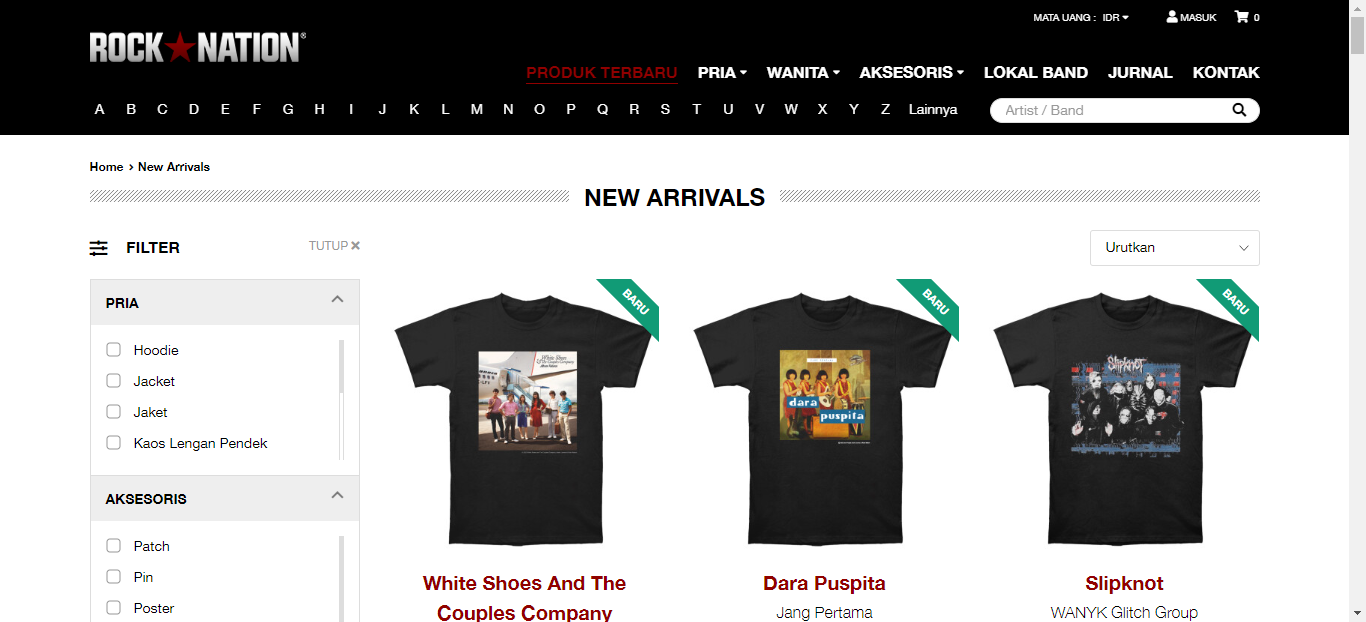 MATA UANG : IDR MASUK 0
ROCK★NATION®
PRODUK TERBARU PRIA WANITA AKSESORIS LOKAL BAND JURNAL KONTAK
A B C D E F G H I J K L M N O P Q R S T U V W X Y Z Lainnya Artist / Band
Home › New Arrivals
NEW ARRIVALS
FILTER TUTUP ×
Urutkan
PRIA
Hoodie
Jacket
Jaket
Kaos Lengan Pendek
AKSESORIS
Patch
Pin
Poster
BARU
White Shoes
& The Couples Company
White Shoes And The
Couples Company
BARU
dara
puspita
Dara Puspita
Jang Pertama
BARU
Slipknot
Slipknot
WANYK Glitch Group